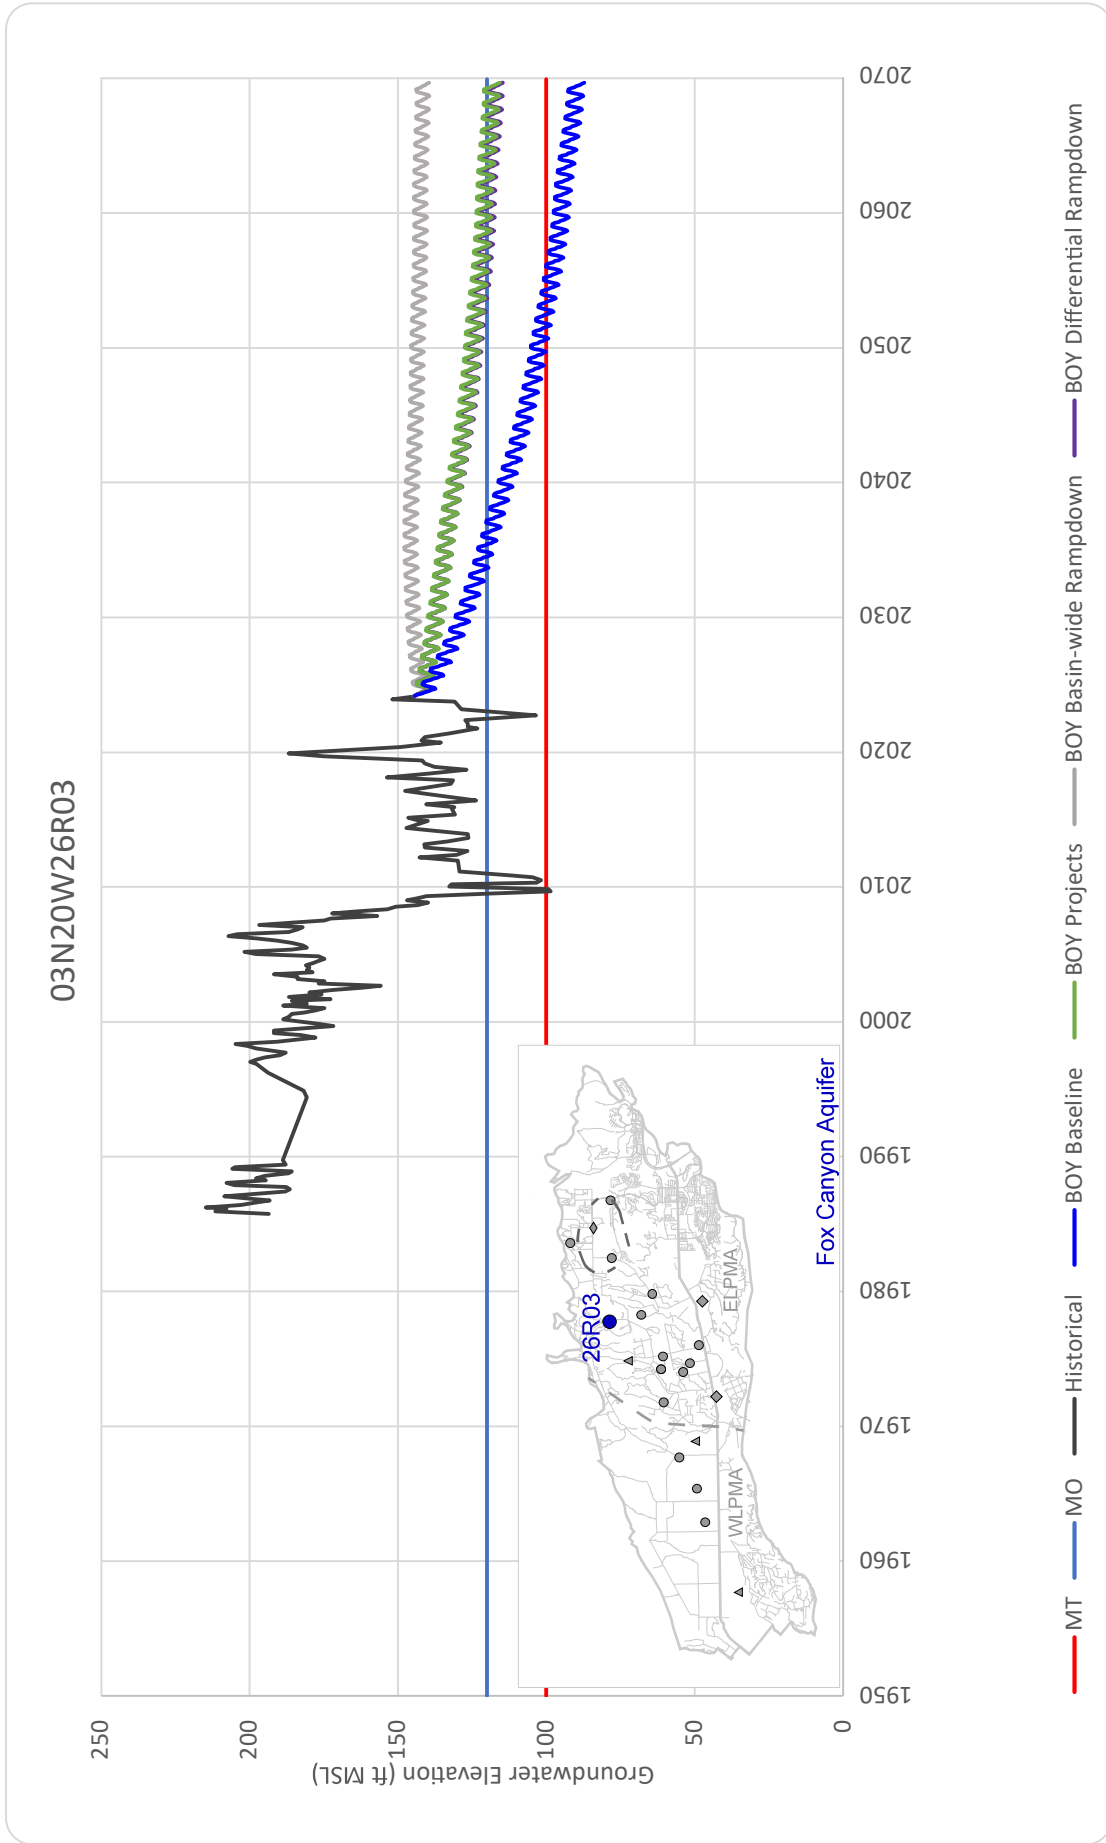 03N20W26R03
Groundwater Elevation (ft MSL)
250
200
150
100
50
0
1950
1960
1970
1980
1990
2000
2010
2020
2030
2040
2050
2060
2070
26R03
WLPMA
ELPMA
Fox Canyon Aquifer
MT
MO
Historical
BOY Baseline
BOY Projects
BOY Basin-wide Rampdown
BOY Differential Rampdown